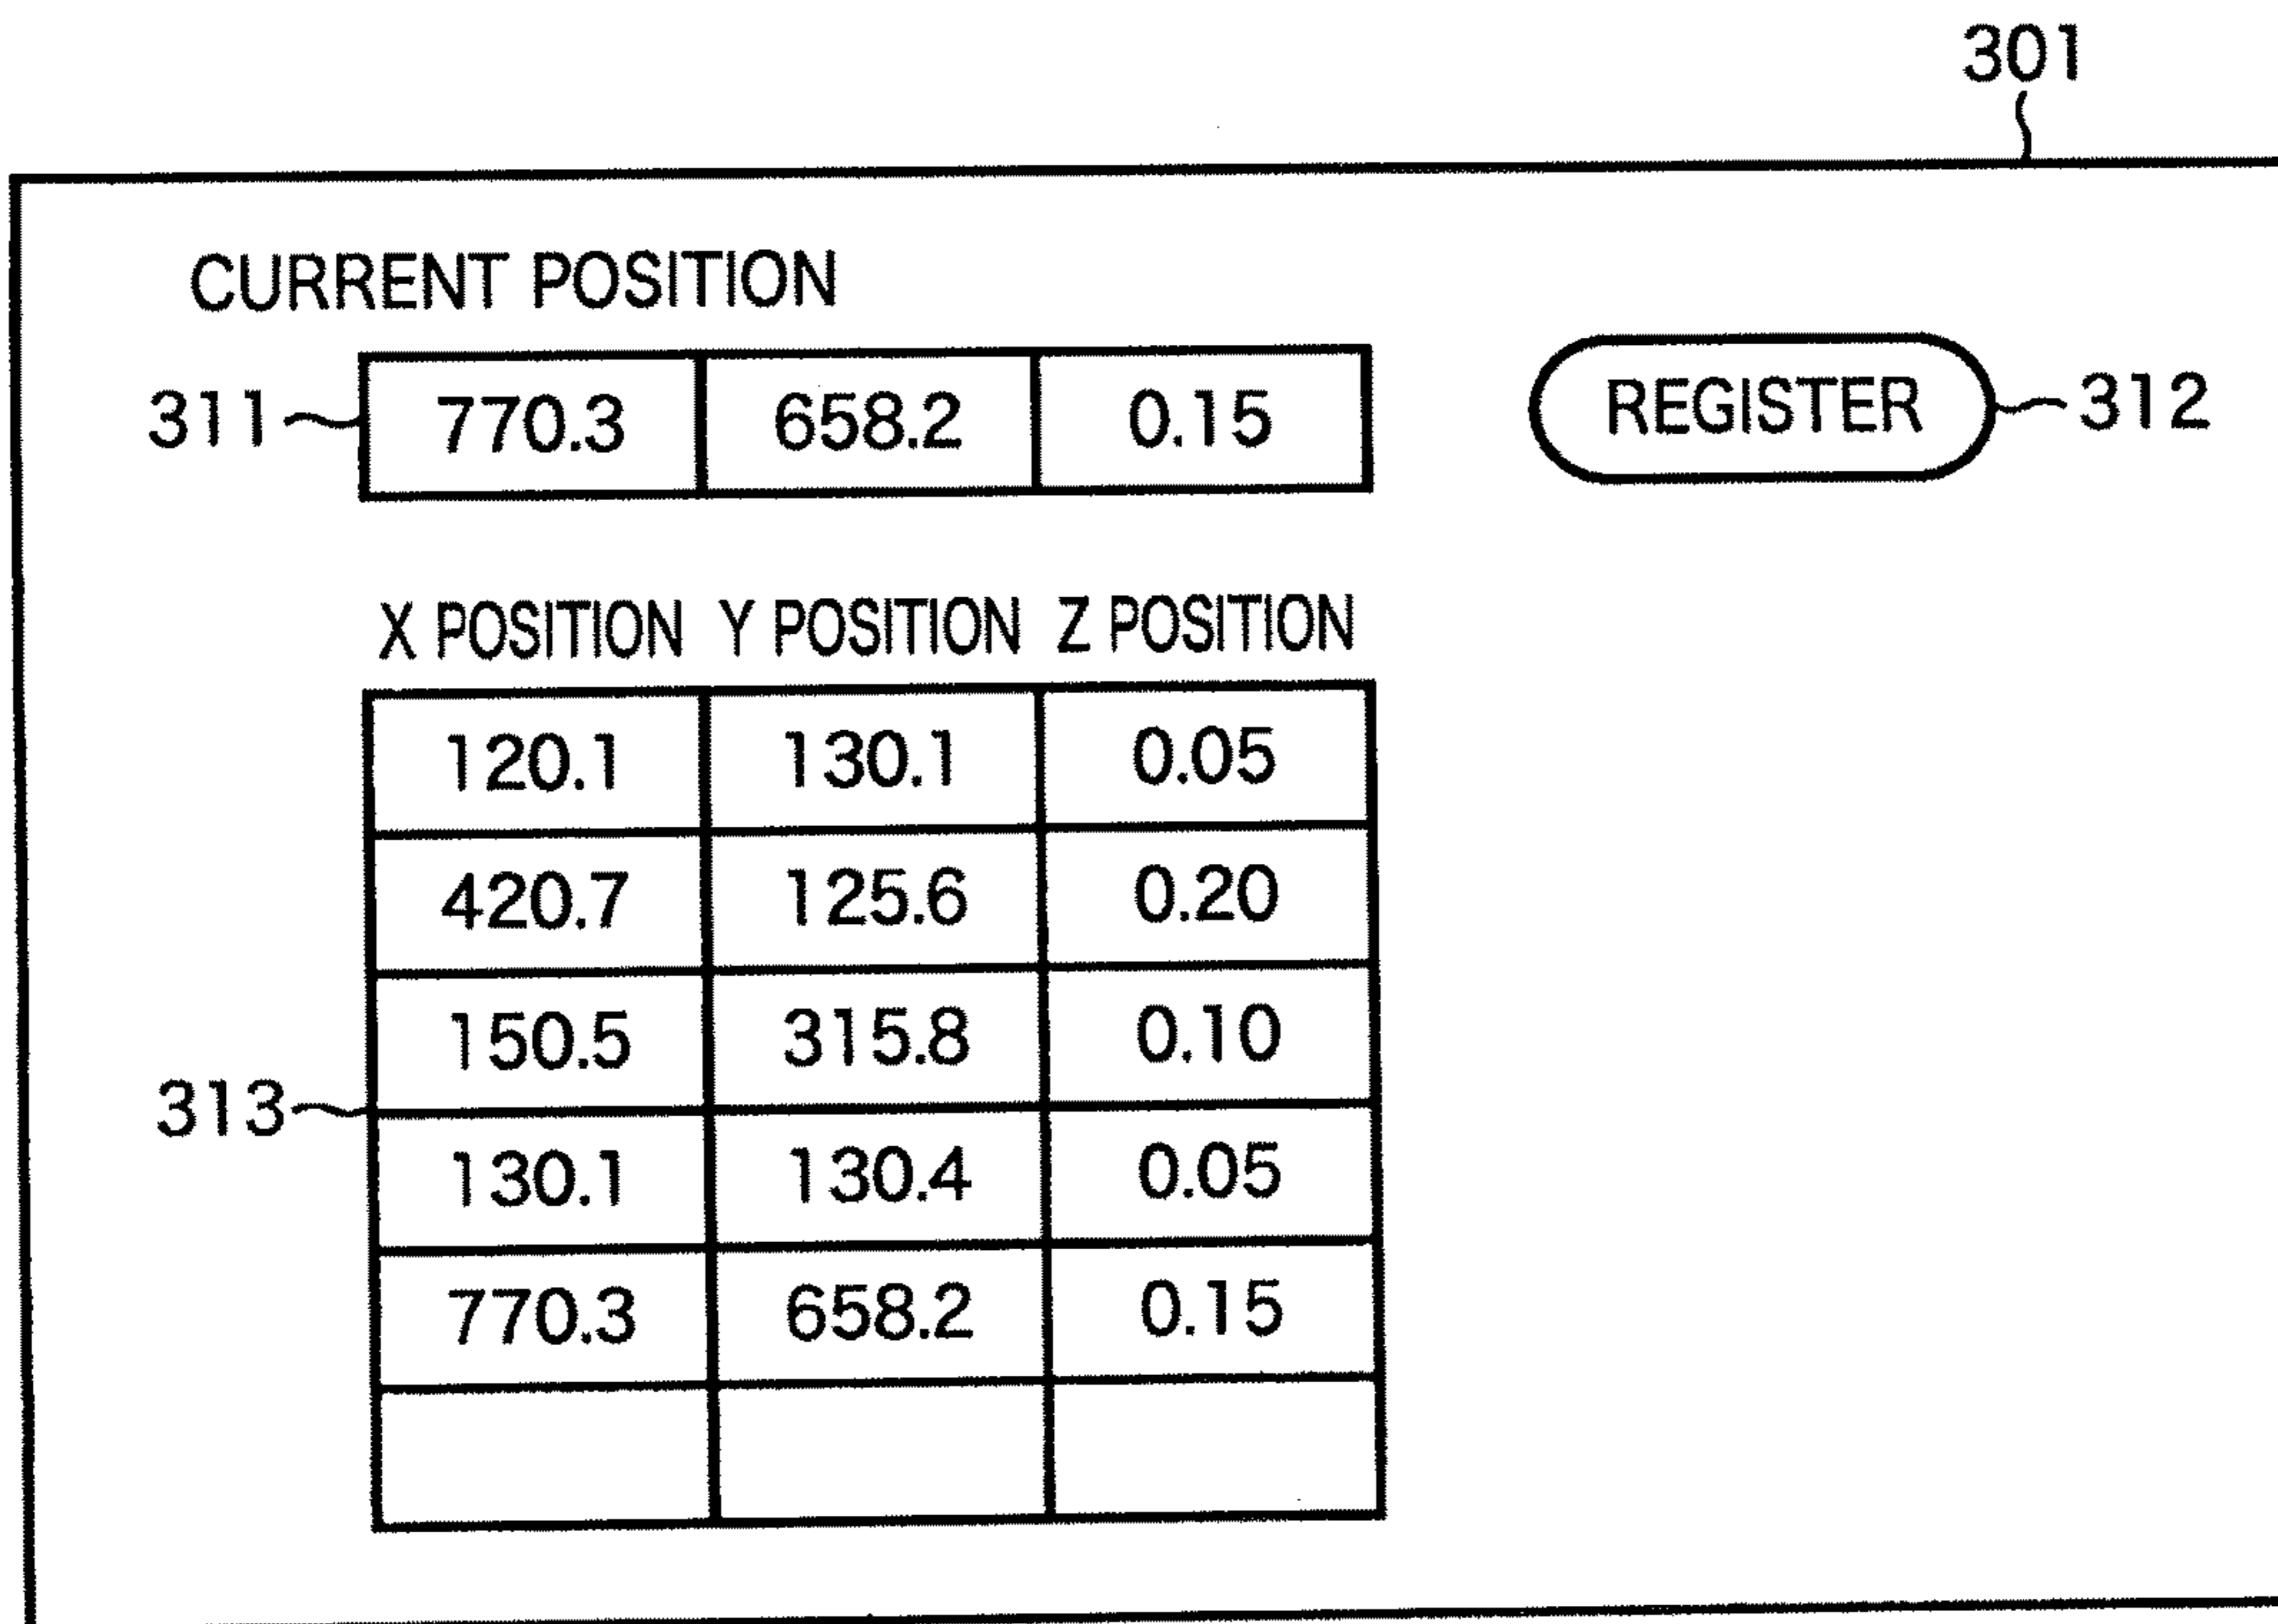 301
CURRENT POSITION
311 770.3 658.2 0.15 REGISTER 312
X POSITION Y POSITION Z POSITION
120.1 130.1 0.05
420.7 125.6 0.20
150.5 315.8 0.10
313
130.1 130.4 0.05
770.3 658.2 0.15